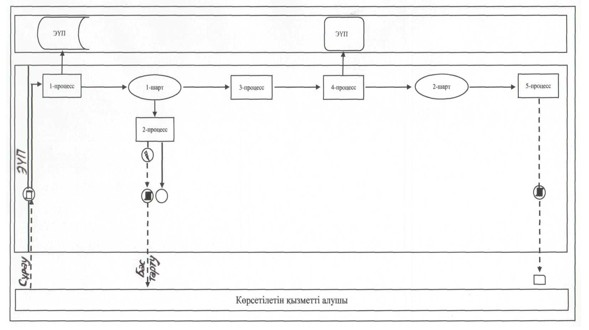 ЭҮП
ЭҮП
1-процесс
1-шарт
3-процесс
4-процесс
2-шарт
5-процесс
2-процесс
ЭҮП
Сұрау
Бас
тарту
Көрсетілетін қызметті алушы